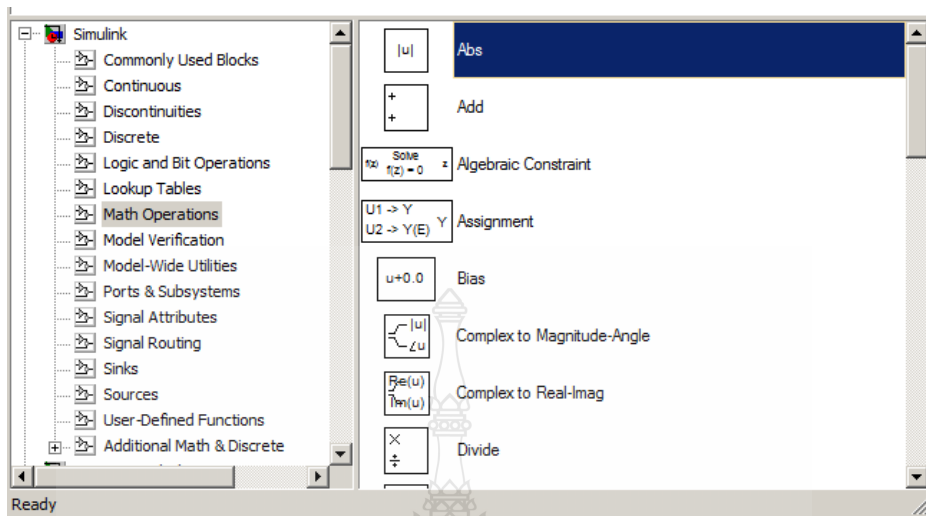 Simulink
Commonly Used Blocks
Continuous
Discontinuities
Discrete
Logic and Bit Operations
Lookup Tables
Math Operations
Model Verification
Model-Wide Utilities
Ports & Subsystems
Signal Attributes
Signal Routing
Sinks
Sources
User-Defined Functions
Additional Math & Discrete
|u| Abs
+
+ Add
f(z) Solve f(z) = 0 z Algebraic Constraint
U1 -> Y
U2 -> Y(E) Y Assignment
u+0.0 Bias
|u|
∠u Complex to Magnitude-Angle
Re(u)
Im(u) Complex to Real-Imag
×
÷ Divide
Ready